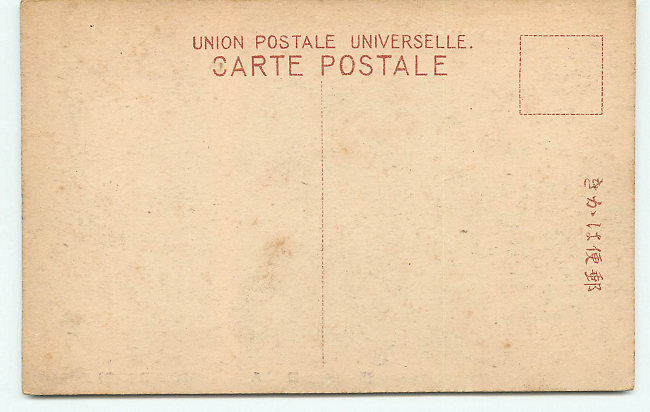 UNION POSTALE UNIVERSELLE.
CARTE POSTALE
きかは便郵